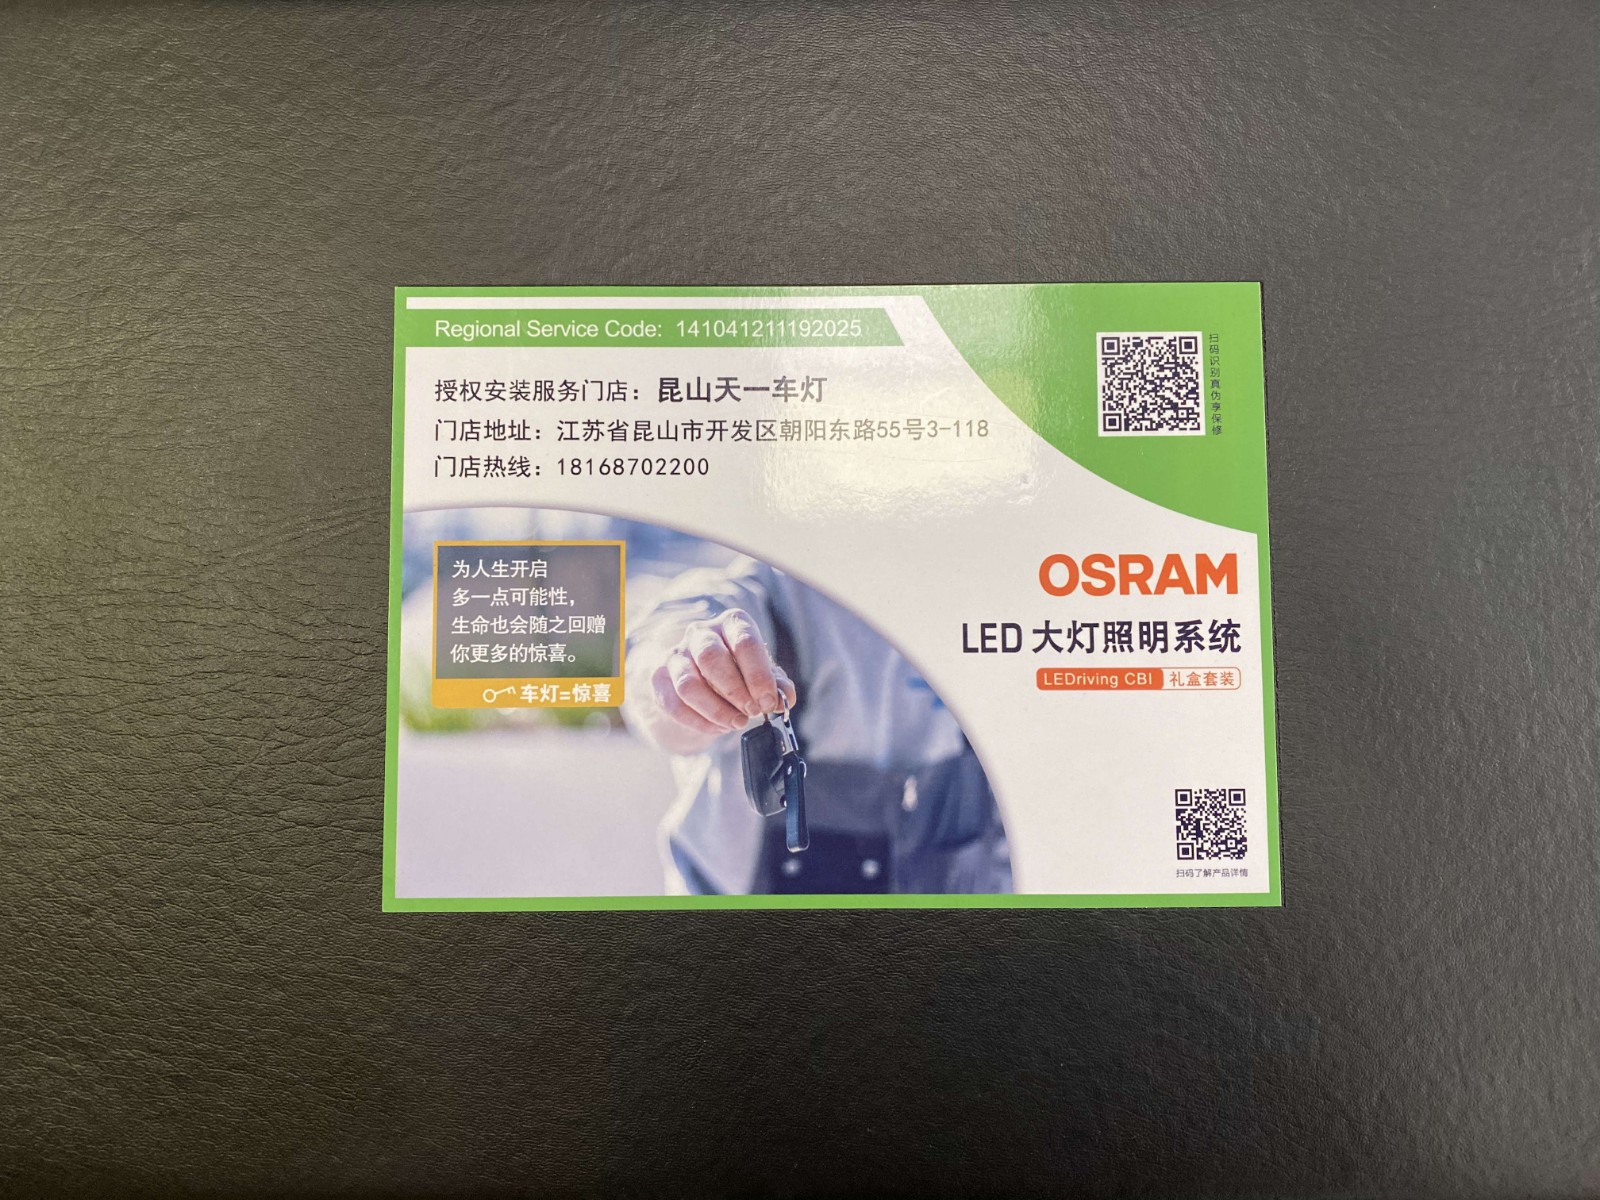 Regional Service Code: 141041211192025
授权安装服务门店：昆山天一车灯
门店地址：江苏省昆山市开发区朝阳东路55号3-118
门店热线：18168702200
扫码识别真伪享保修
为人生开启
多一点可能性，
生命也会随之回赠
你更多的惊喜。
车灯=惊喜
OSRAM
LED 大灯照明系统
LEDriving CBI 礼盒套装
扫码了解产品详情